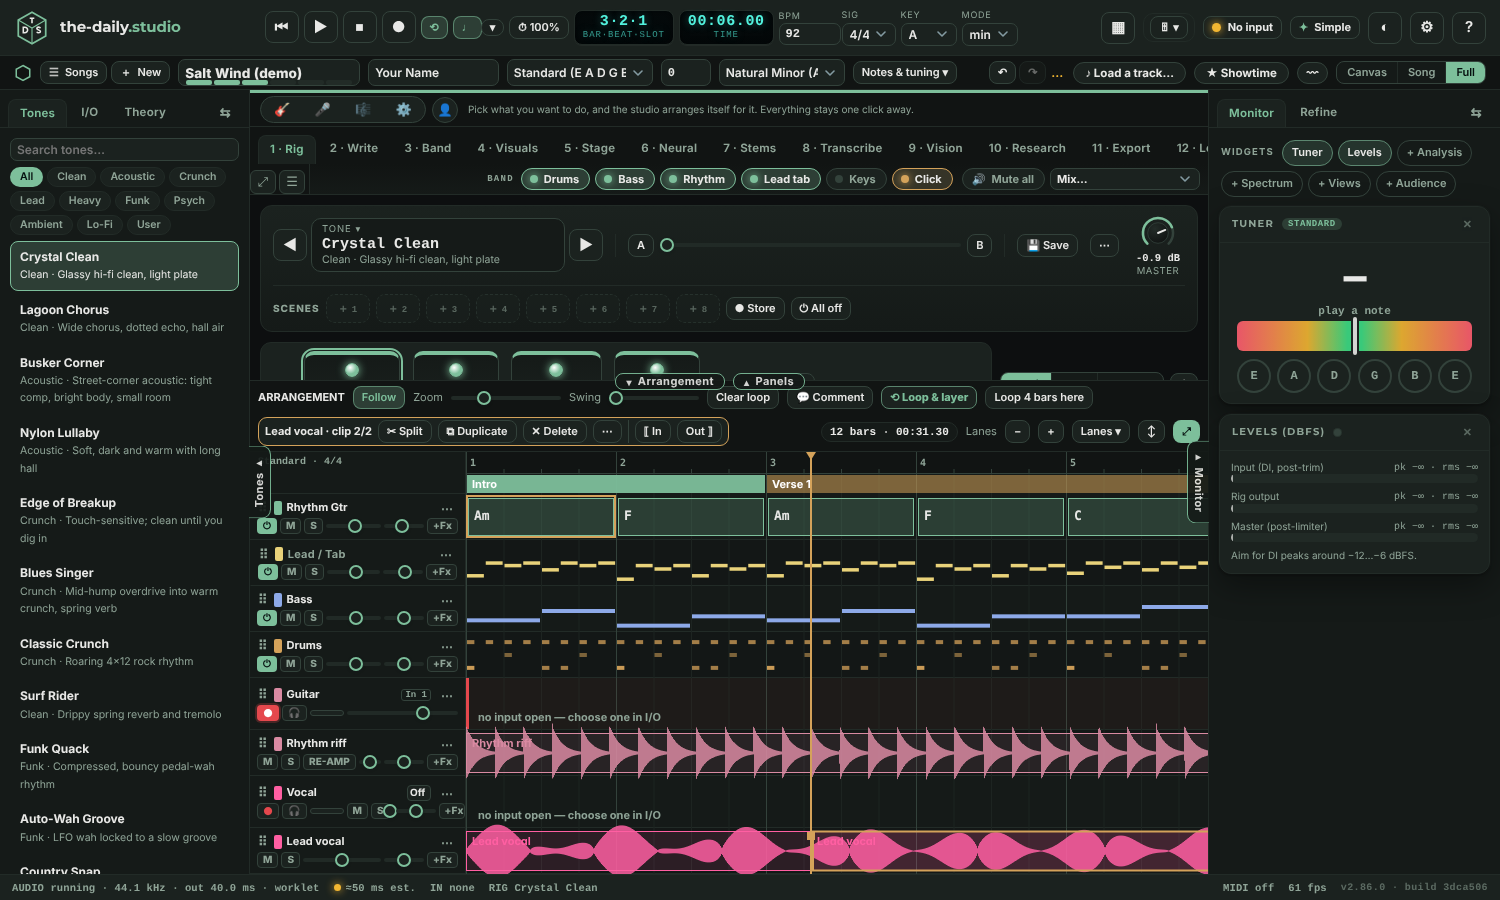 the-daily.studio
100%
3·2·1
BAR·BEAT·SLOT
00:06.00
TIME
BPM
92
SIG
4/4
KEY
A
MODE
min
No input
Simple
?
Songs
+ New
Salt Wind (demo)
Your Name
Standard (E A D G E
0
Natural Minor (A
Notes & tuning ▾
...
Load a track...
★ Showtime
Canvas
Song
Full
Tones
I/O
Theory
Pick what you want to do, and the studio arranges itself for it. Everything stays one click away.
Monitor
Refine
Search tones...
All
Clean
Acoustic
Crunch
Lead
Heavy
Funk
Psych
Ambient
Lo-Fi
User
1 · Rig
2 · Write
3 · Band
4 · Visuals
5 · Stage
6 · Neural
7 · Stems
8 · Transcribe
9 · Vision
10 · Research
11 · Export
BAND
Drums
Bass
Rhythm
Lead tab
Keys
Click
Mute all
Mix...
WIDGETS
Tuner
Levels
+ Analysis
+ Spectrum
+ Views
+ Audience
Crystal Clean
Clean · Glassy hi-fi clean, light plate
Lagoon Chorus
Clean · Wide chorus, dotted echo, hall air
Busker Corner
Acoustic · Street-corner acoustic: tight
comp, bright body, small room
Nylon Lullaby
Acoustic · Soft, dark and warm with long
hall
Edge of Breakup
Crunch · Touch-sensitive; clean until you
dig in
Blues Singer
Crunch · Mid-hump overdrive into warm
crunch, spring verb
Classic Crunch
Crunch · Roaring 4×12 rock rhythm
Surf Rider
Clean · Drippy spring reverb and tremolo
Funk Quack
Funk · Compressed, bouncy pedal-wah
rhythm
Auto-Wah Groove
Funk · LFO wah locked to a slow groove
Country Snap
TONE ▾
Crystal Clean
Clean · Glassy hi-fi clean, light plate
A
B
Save
...
-0.9 dB
MASTER
SCENES
+ 1
+ 2
+ 3
+ 4
+ 5
+ 6
+ 7
+ 8
Store
All off
▾ Arrangement
▴ Panels
ARRANGEMENT
Follow
Zoom
Swing
Clear loop
Comment
Loop & layer
Loop 4 bars here
Lead vocal · clip 2/2
Split
Duplicate
Delete
...
⟦ In
Out ⟧
12 bars · 00:31.30
Lanes
−
+
Lanes ▾
andard · 4/4
1
2
3
4
5
Intro
Verse 1
Tones
Monitor
Rhythm Gtr
M
S
+Fx
Am
F
Am
F
C
Lead / Tab
M
S
+Fx
Bass
M
S
+Fx
Drums
M
S
+Fx
Guitar
In 1
no input open — choose one in I/O
Rhythm riff
M
S
RE-AMP
+Fx
Rhythm riff
Vocal
Off
M
S
+Fx
no input open — choose one in I/O
Lead vocal
M
S
+Fx
Lead vocal
Lead vocal
TUNER
STANDARD
×
—
play a note
E
A
D
G
B
E
LEVELS (DBFS)
×
Input (DI, post-trim)
pk −∞ · rms −∞
Rig output
pk −∞ · rms −∞
Master (post-limiter)
pk −∞ · rms −∞
Aim for DI peaks around −12…−6 dBFS.
AUDIO running · 44.1 kHz · out 40.0 ms · worklet
≈50 ms est.
IN none
RIG Crystal Clean
MIDI off
61 fps
v2.86.0 · build 3dca506